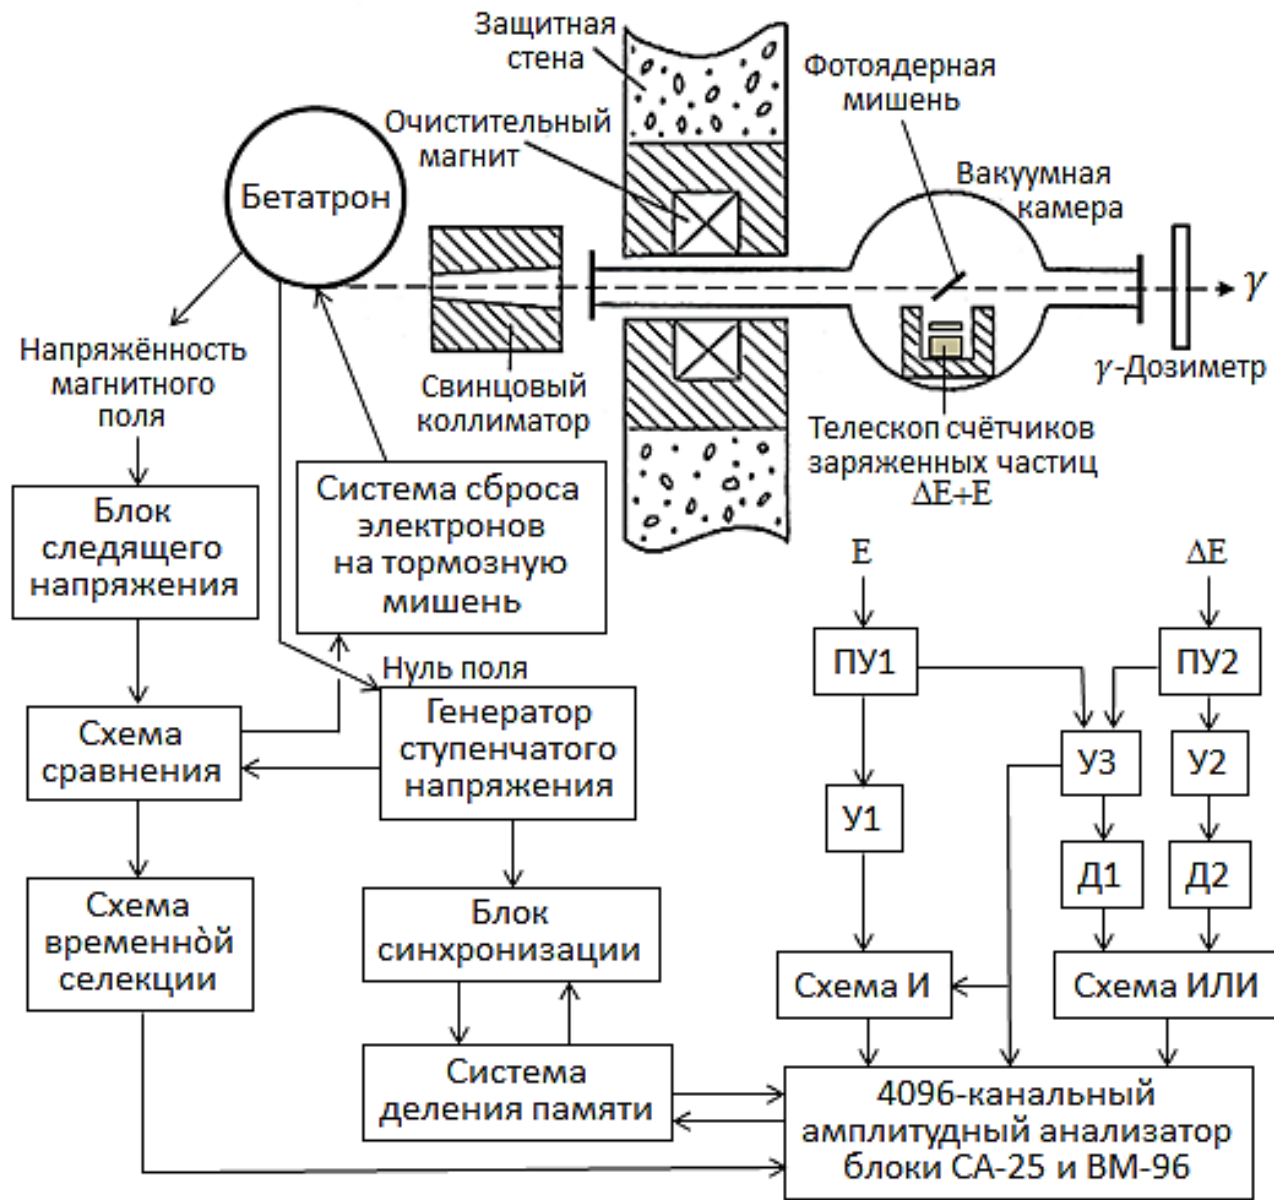 Защитная
стена
Фотоядерная
мишень
Очистительный
магнит
Бетатрон
Вакуумная
камера
γ
Напряжённость
магнитного
поля
Свинцовый
коллиматор
γ-Дозиметр
Телескоп счётчиков
заряженных частиц
ΔE+E
Система сброса
электронов
на тормозную
мишень
Блок
следящего
напряжения
E
ΔE
ПУ1
ПУ2
Нуль поля
Генератор
ступенчатого
напряжения
Схема
сравнения
У3
У2
У1
Д1
Д2
Схема
временно̀й
селекции
Блок
синхронизации
Схема И
Схема ИЛИ
Система
деления памяти
4096-канальный
амплитудный анализатор
блоки СА-25 и ВМ-96